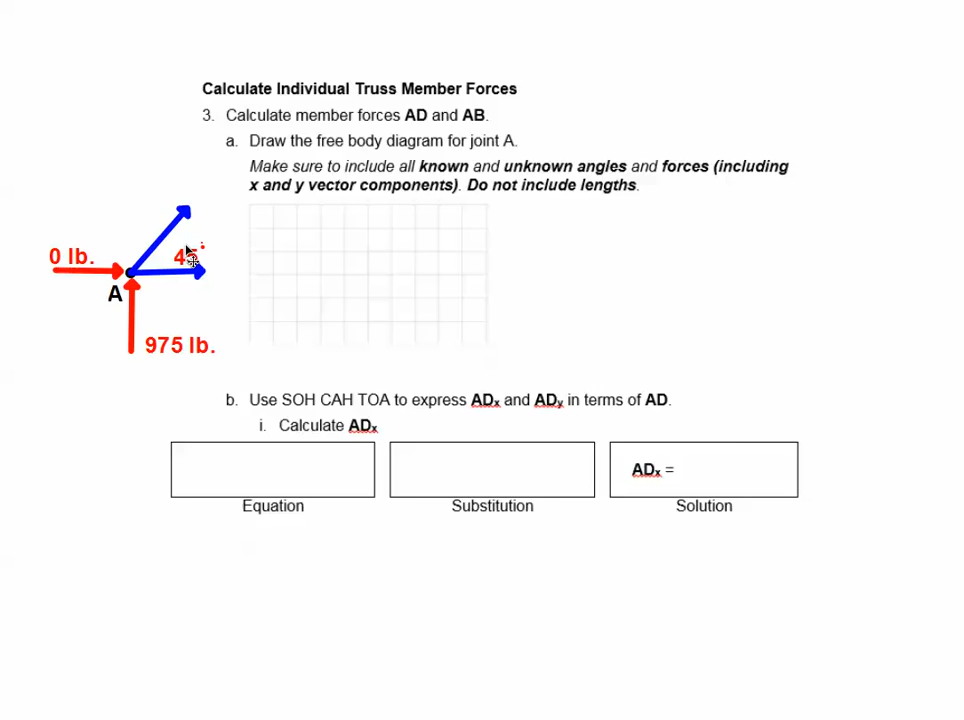 Calculate Individual Truss Member Forces
3. Calculate member forces AD and AB.
a. Draw the free body diagram for joint A.
Make sure to include all known and unknown angles and forces (including
x and y vector components). Do not include lengths.
0 lb.
45°
A
975 lb.
b. Use SOH CAH TOA to express ADx and ADy in terms of AD.
i. Calculate ADx
ADx =
Equation
Substitution
Solution